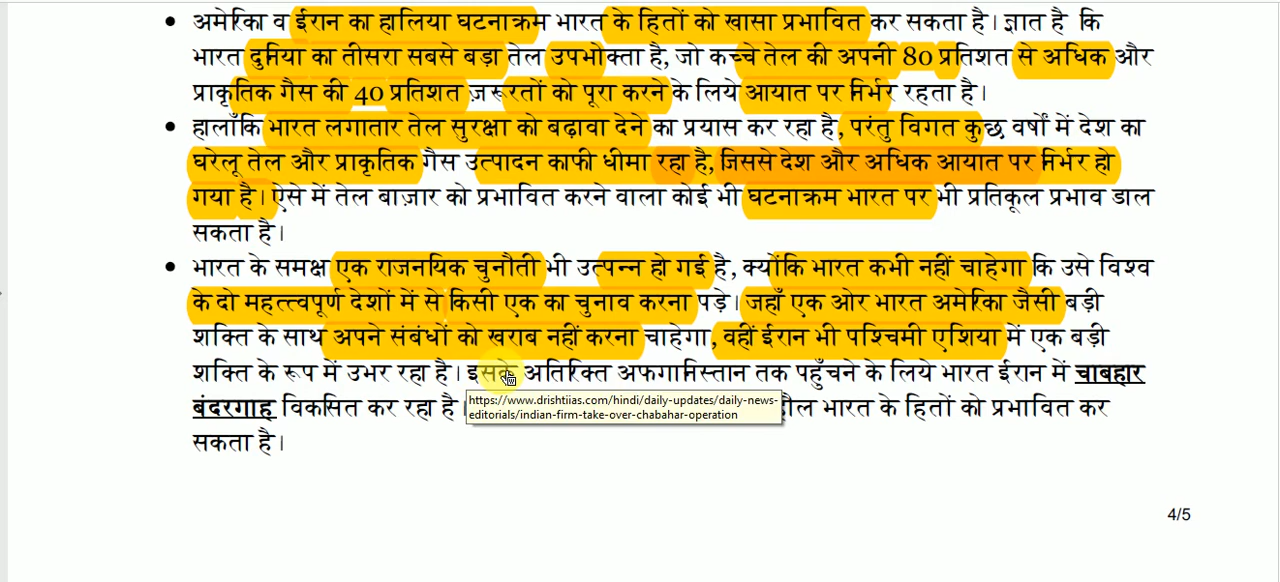 अमेरिका व ईरान का हालिया घटनाक्रम भारत के हितों को खासा प्रभावित कर सकता है। ज्ञात है कि
भारत दुनिया का तीसरा सबसे बड़ा तेल उपभोक्ता है, जो कच्चे तेल की अपनी 80 प्रतिशत से अधिक और
प्राकृतिक गैस की 40 प्रतिशत ज़रूरतों को पूरा करने के लिये आयात पर निर्भर रहता है।
हालाँकि भारत लगातार तेल सुरक्षा को बढ़ावा देने का प्रयास कर रहा है, परंतु विगत कुछ वर्षों में देश का
घरेलू तेल और प्राकृतिक गैस उत्पादन काफी धीमा रहा है, जिससे देश और अधिक आयात पर निर्भर हो
गया है। ऐसे में तेल बाज़ार को प्रभावित करने वाला कोई भी घटनाक्रम भारत पर भी प्रतिकूल प्रभाव डाल
सकता है।
भारत के समक्ष एक राजनयिक चुनौती भी उत्पन्न हो गई है, क्योंकि भारत कभी नहीं चाहेगा कि उसे विश्व
के दो महत्त्वपूर्ण देशों में से किसी एक का चुनाव करना पड़े। जहाँ एक ओर भारत अमेरिका जैसी बड़ी
शक्ति के साथ अपने संबंधों को खराब नहीं करना चाहेगा, वहीं ईरान भी पश्चिमी एशिया में एक बड़ी
शक्ति के रूप में उभर रहा है। इसके अतिरिक्त अफगानिस्तान तक पहुँचने के लिये भारत ईरान में चाबहार
बंदरगाह विकसित कर रहा है भारत के हितों को प्रभावित कर
https://www.drishtiias.com/hindi/daily-updates/daily-news-
editorials/indian-firm-take-over-chabahar-operation
सकता है।
4/5